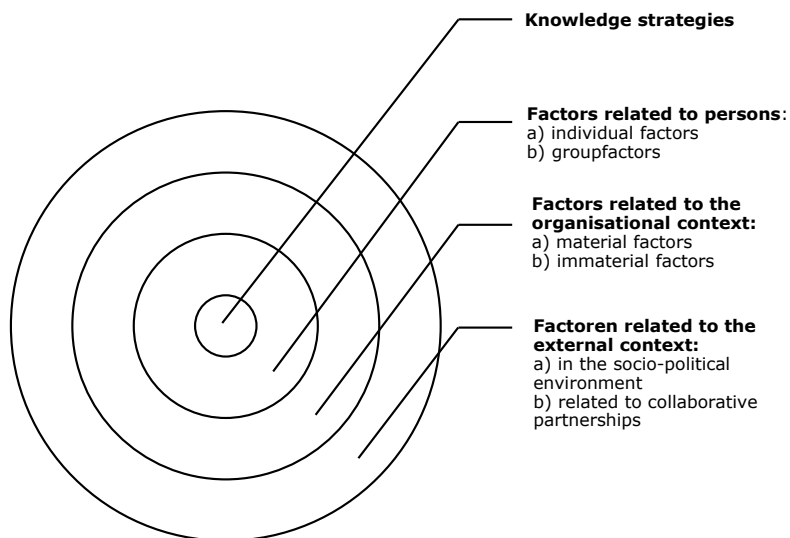 Knowledge strategies
Factors related to persons:
a) individual factors
b) groupfactors
Factors related to the
organisational context:
a) material factors
b) immaterial factors
Factoren related to the
external context:
a) in the socio-political
environment
b) related to collaborative
partnerships